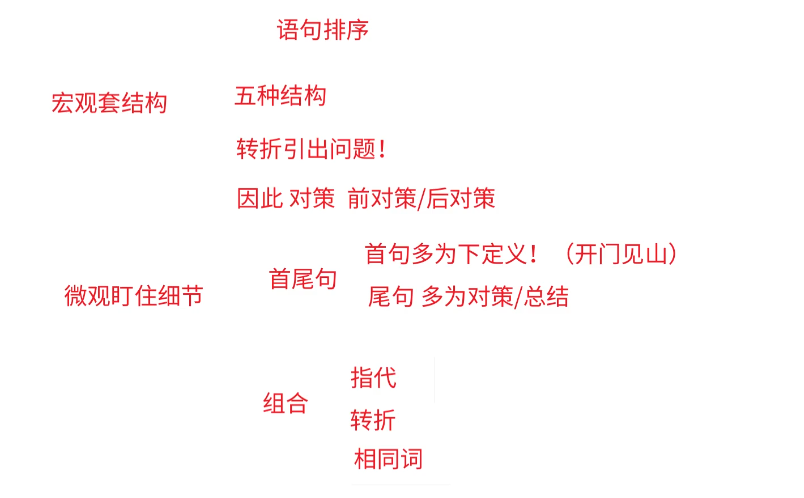 语句排序
宏观套结构
五种结构
转折引出问题！
因此 对策 前对策/后对策
微观盯住细节
首尾句
首句多为下定义！（开门见山）
尾句 多为对策/总结
组合
指代
转折
相同词